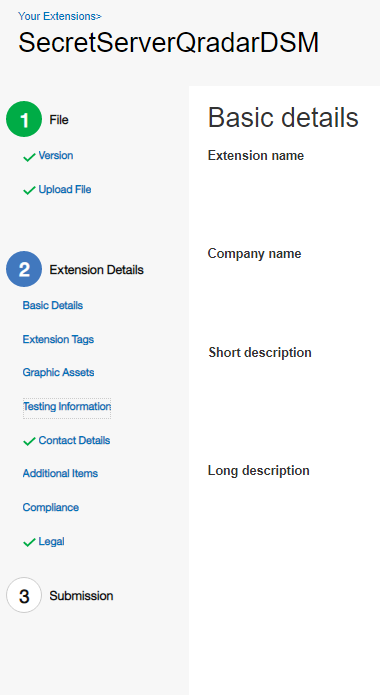 Your Extensions>
SecretServerQradarDSM
1 File
Version
Upload File
2 Extension Details
Basic Details
Extension Tags
Graphic Assets
Testing Information
Contact Details
Additional Items
Compliance
Legal
3 Submission
Basic details
Extension name
Company name
Short description
Long description